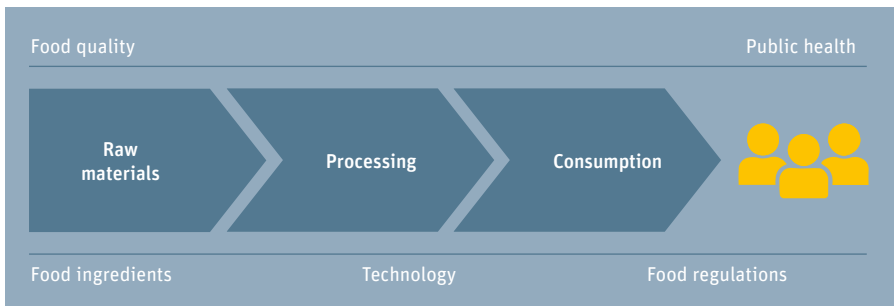 Food quality
Public health
Raw
materials
Processing
Consumption
Food ingredients
Technology
Food regulations